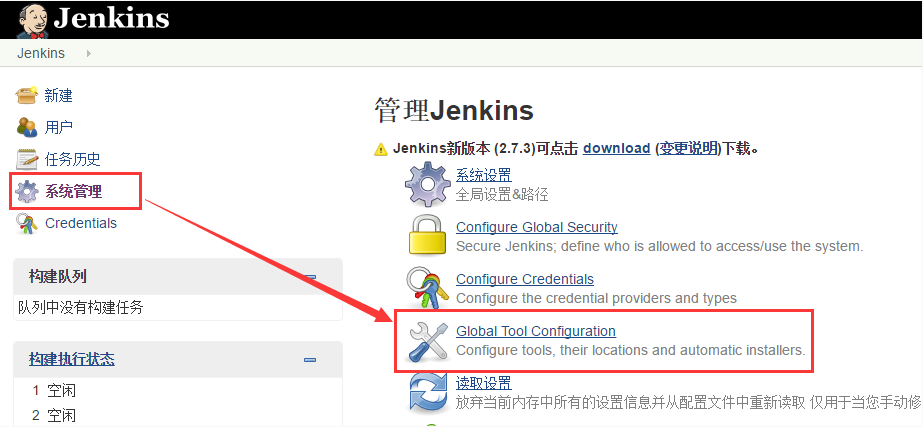 Jenkins
Jenkins
新建
用户
任务历史
系统管理
Credentials
构建队列
队列中没有构建任务
构建执行状态
1 空闲
2 空闲
管理Jenkins
Jenkins新版本 (2.7.3)可点击 download (变更说明)下载。
系统设置
全局设置&路径
Configure Global Security
Secure Jenkins; define who is allowed to access/use the system.
Configure Credentials
Configure the credential providers and types
Global Tool Configuration
Configure tools, their locations and automatic installers.
读取设置
放弃当前内存中所有的设置信息并从配置文件中重新读取 仅用于当您手动修